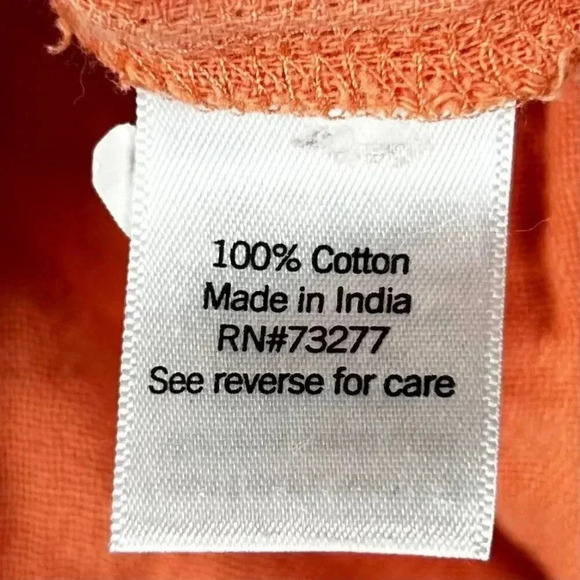 100% Cotton
Made in India
RN#73277
See reverse for care